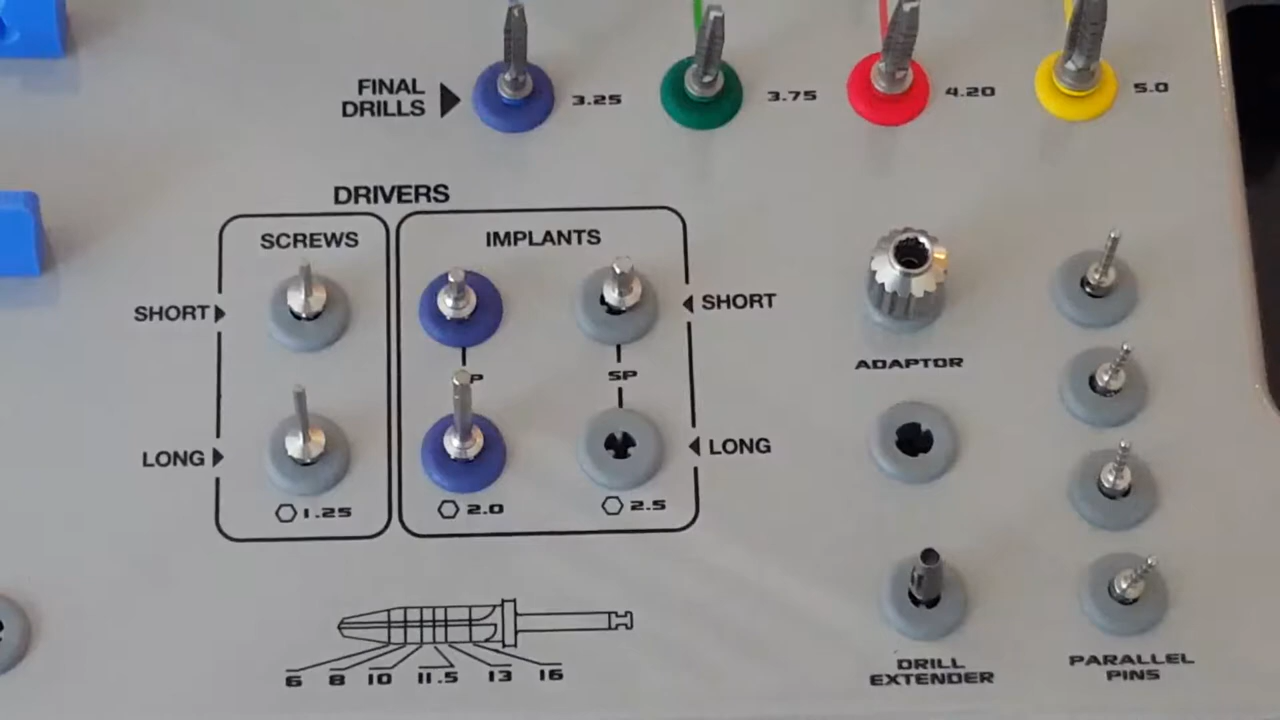 FINAL
DRILLS
3.25
3.75
4.20
5.0
DRIVERS
SCREWS
IMPLANTS
SHORT
SHORT
P
SP
ADAPTOR
LONG
LONG
1.25
2.0
2.5
6 8 10 11.5 13 16
DRILL
EXTENDER
PARALLEL
PINS